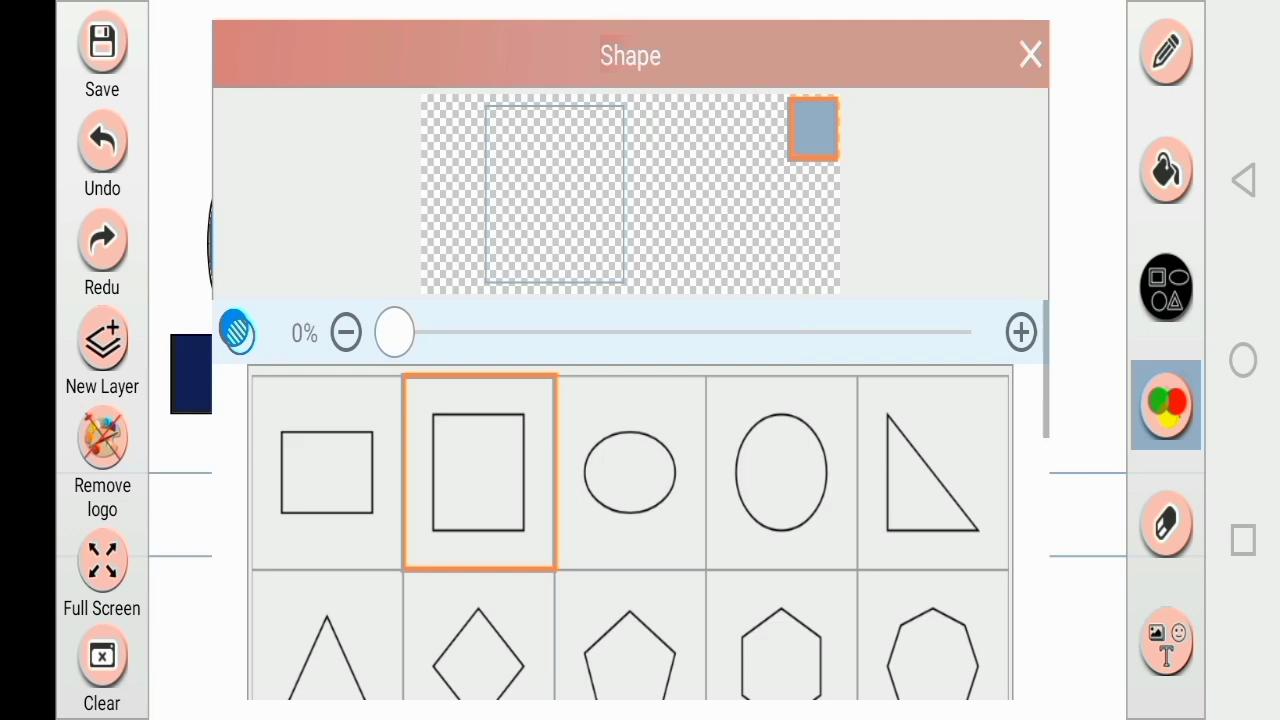 Shape
Save
Undo
Redu
0%
New Layer
Remove
logo
Full Screen
Clear
T